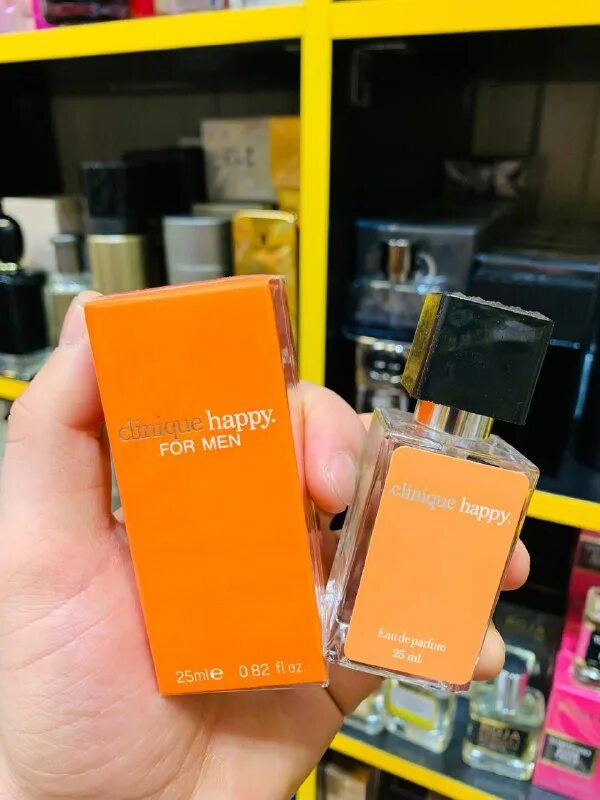 clinique happy.
FOR MEN
25ml e 0 82 fl.oz
clinique happy.
Eau de parfum
25 ml.